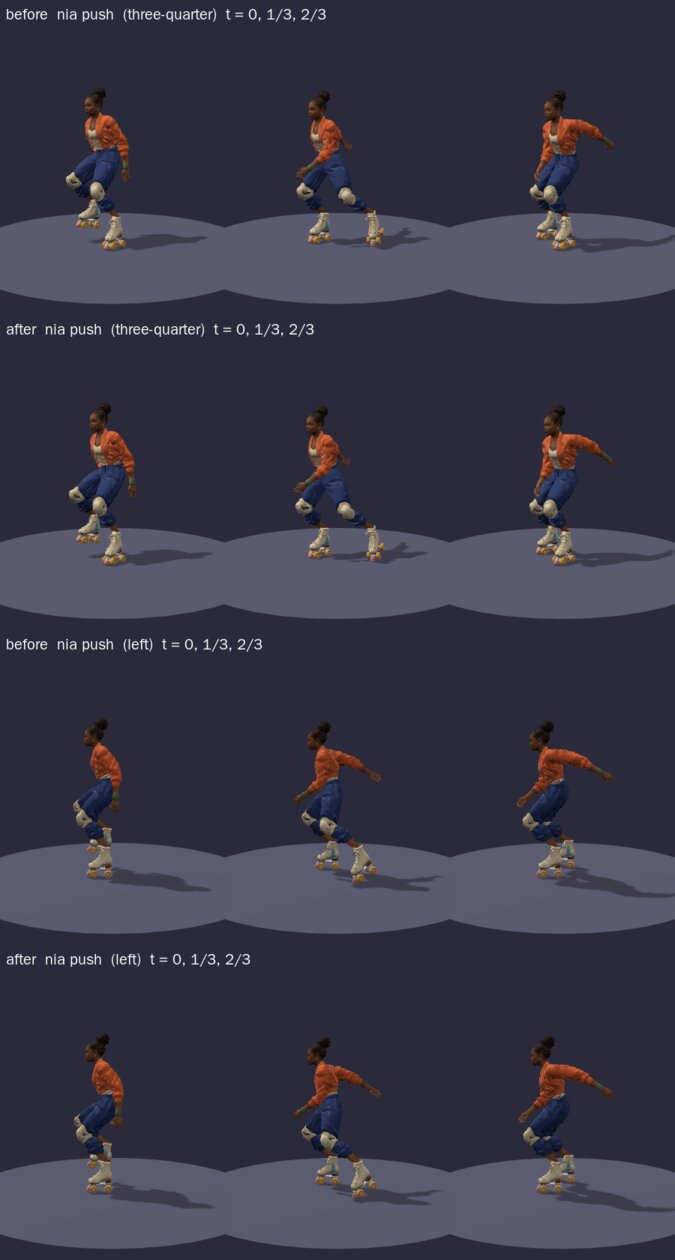 before  nia push  (three-quarter)  t = 0, 1/3, 2/3
after  nia push  (three-quarter)  t = 0, 1/3, 2/3
before  nia push  (left)  t = 0, 1/3, 2/3
after  nia push  (left)  t = 0, 1/3, 2/3